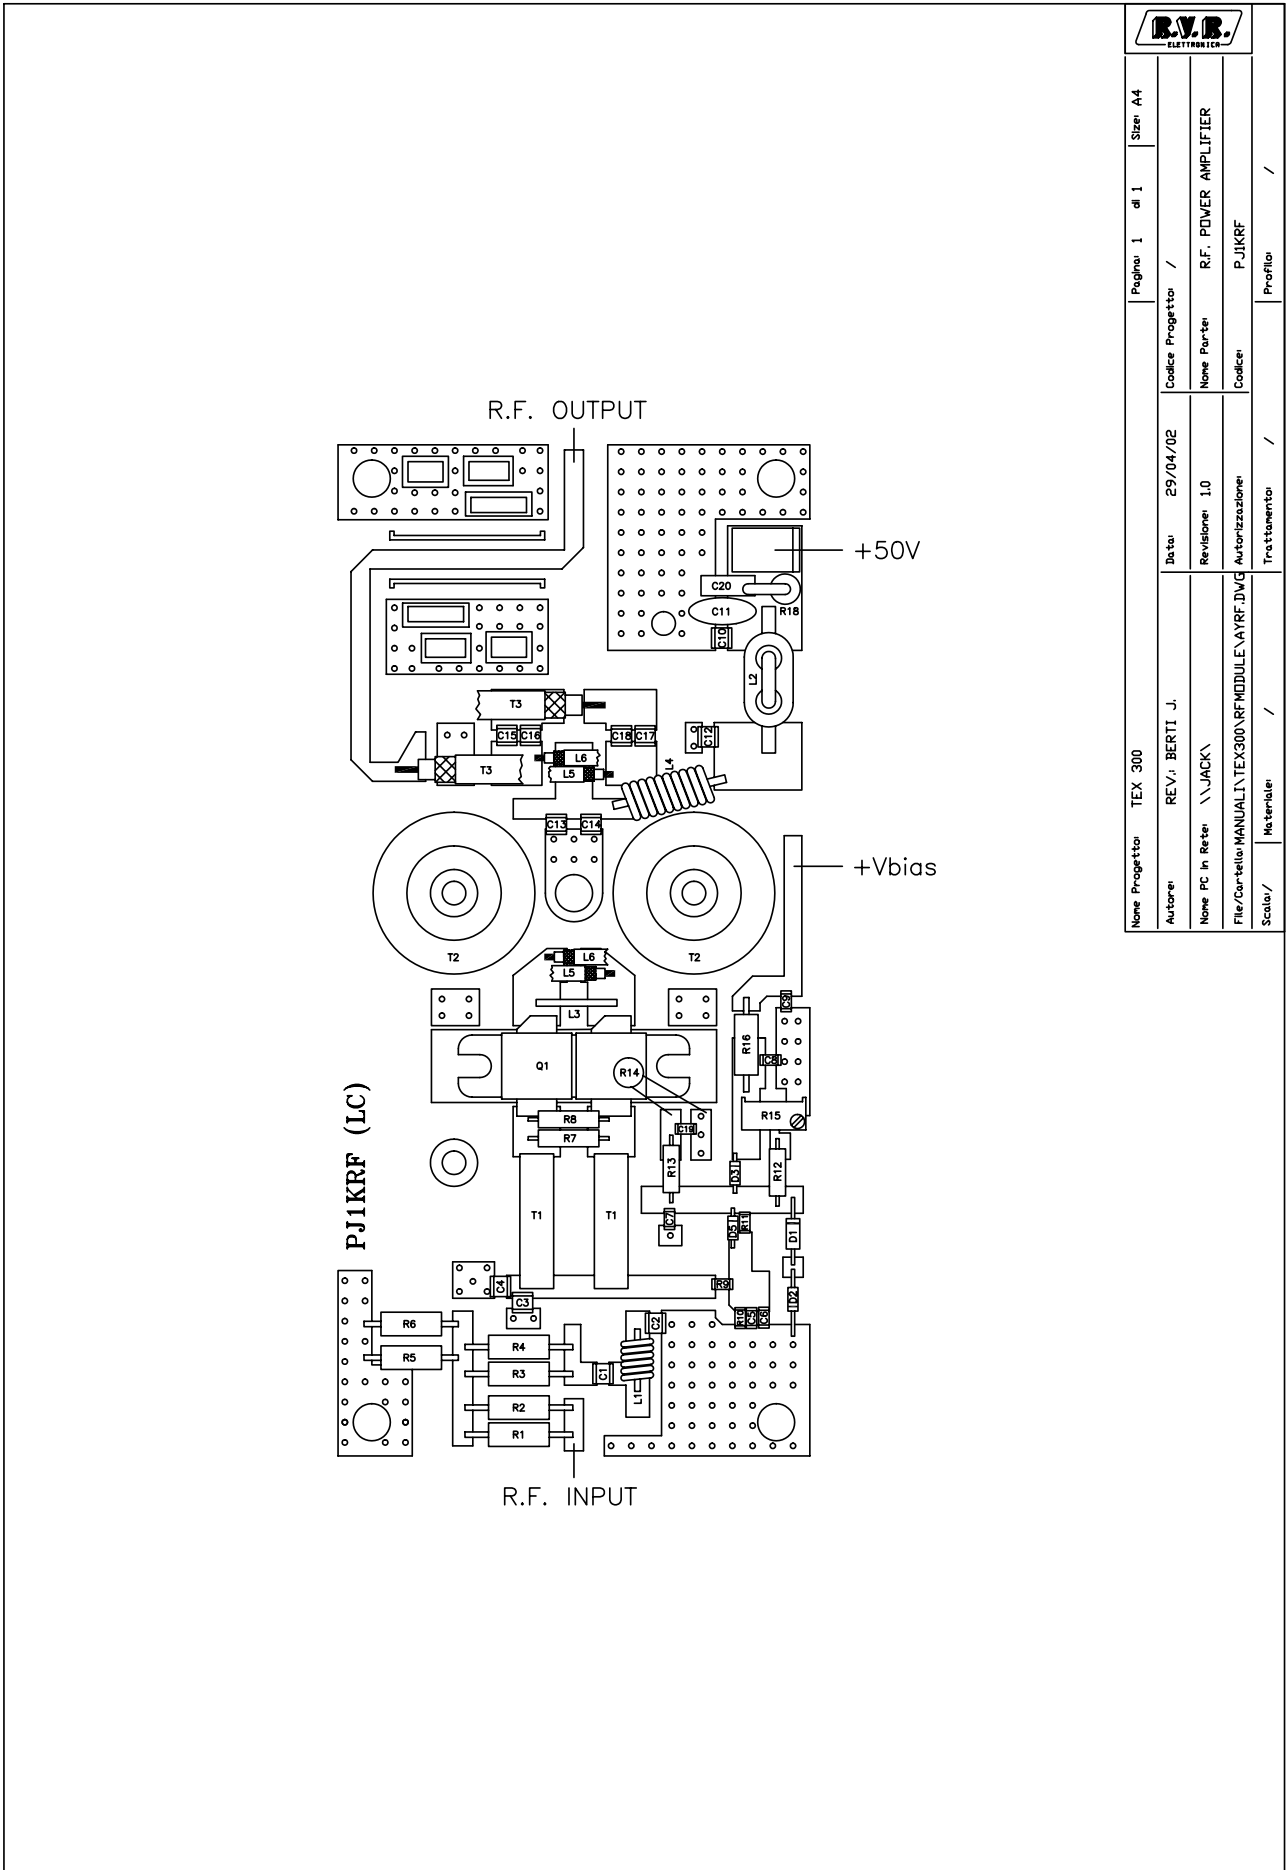 R.V.R.
ELETTRONICA
Nome Progetto: TEX 300
Pagina: 1 di 1
Size: A4
Autore: REV.: BERTI J.
Data: 29/04/02
Codice Progetto: /
Nome PC in Rete: \\JACK\
Revisione: 1.0
Nome Parte: R.F. POWER AMPLIFIER
File/Cartella: MANUALI\TEX300\RFMODULE\AYRF.DWG
Autorizzazione:
Codice: PJ1KRF
Scala: /
Materiale: /
Trattamento: /
Profilo: /
R.F. OUTPUT
+50V
C20
C11
R18
C10
L2
T3
C15
C16
C18
C17
C12
L6
T3
L5
L4
C13
C14
+Vbias
T2
T2
L6
L5
C9
L3
R16
Q1
R14
C8
PJ1KRF (LC)
R8
C19
R15
R7
R13
D3
R12
T1
T1
C7
D5
R11
D1
C4
R9
C3
D2
R6
C2
R10
C5
C6
R4
R5
R3
C1
L1
R2
R1
R.F. INPUT